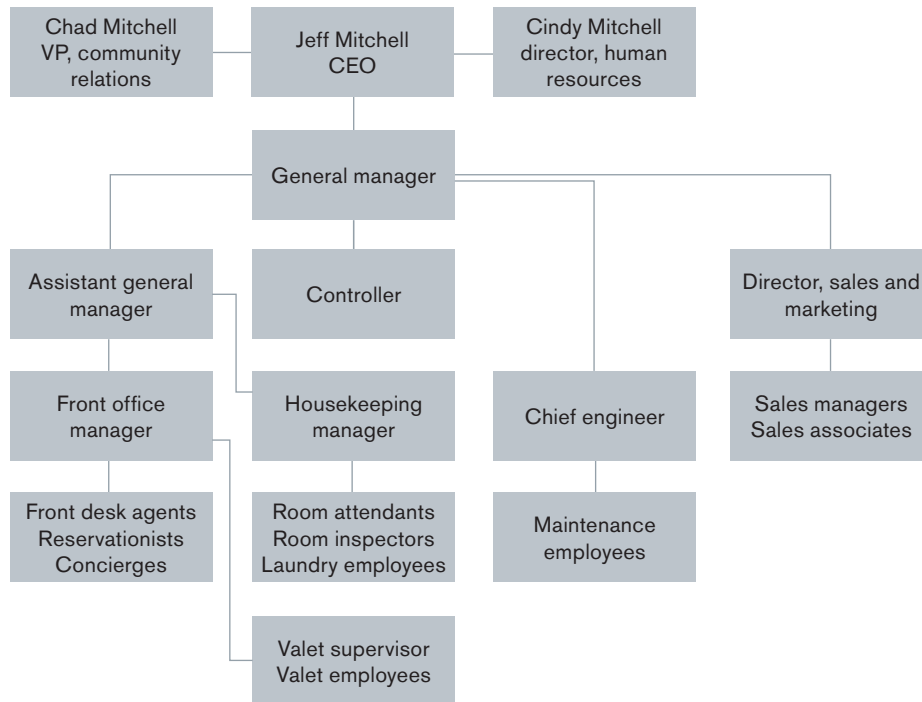 Chad Mitchell
VP, community
relations
Jeff Mitchell
CEO
Cindy Mitchell
director, human
resources
General manager
Assistant general
manager
Controller
Director, sales and
marketing
Front office
manager
Housekeeping
manager
Chief engineer
Sales managers
Sales associates
Front desk agents
Reservationists
Concierges
Room attendants
Room inspectors
Laundry employees
Maintenance
employees
Valet supervisor
Valet employees